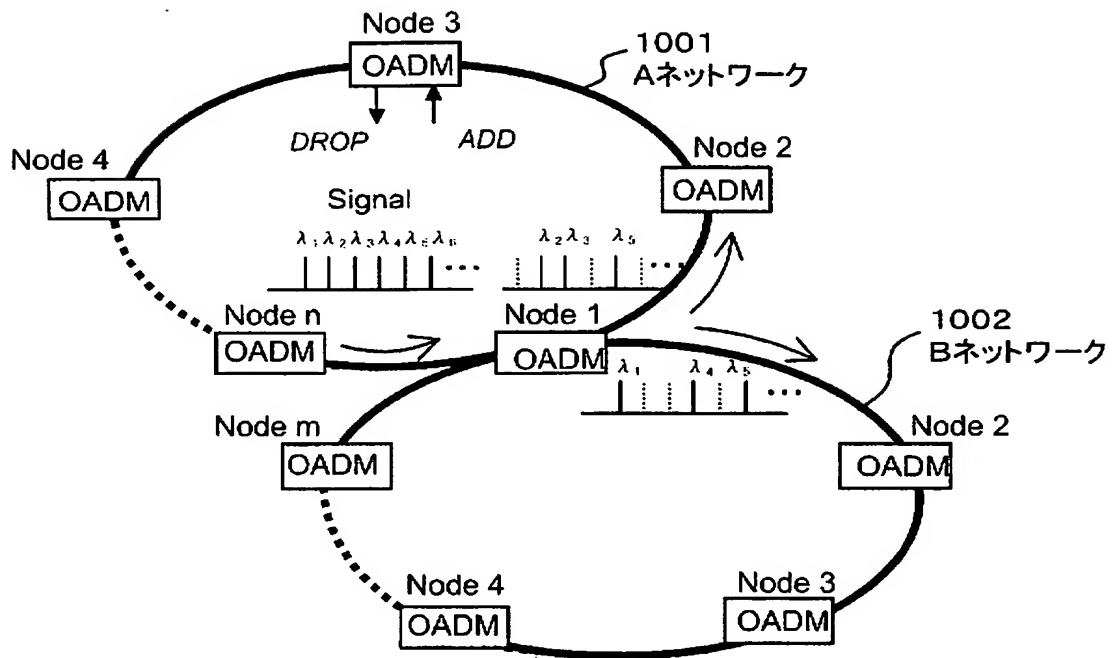 Node 3
OADM
1001
Aネットワーク
DROP
ADD
Node 4
OADM
Node 2
OADM
Signal
λ₁ λ₂ λ₃ λ₄ λ₅ λ₆ ･･･
λ₂ λ₃ λ₅ ･･･
Node n
OADM
Node 1
OADM
1002
Bネットワーク
λ₁ λ₄ λ₅ ･･･
Node m
OADM
Node 2
OADM
Node 4
OADM
Node 3
OADM